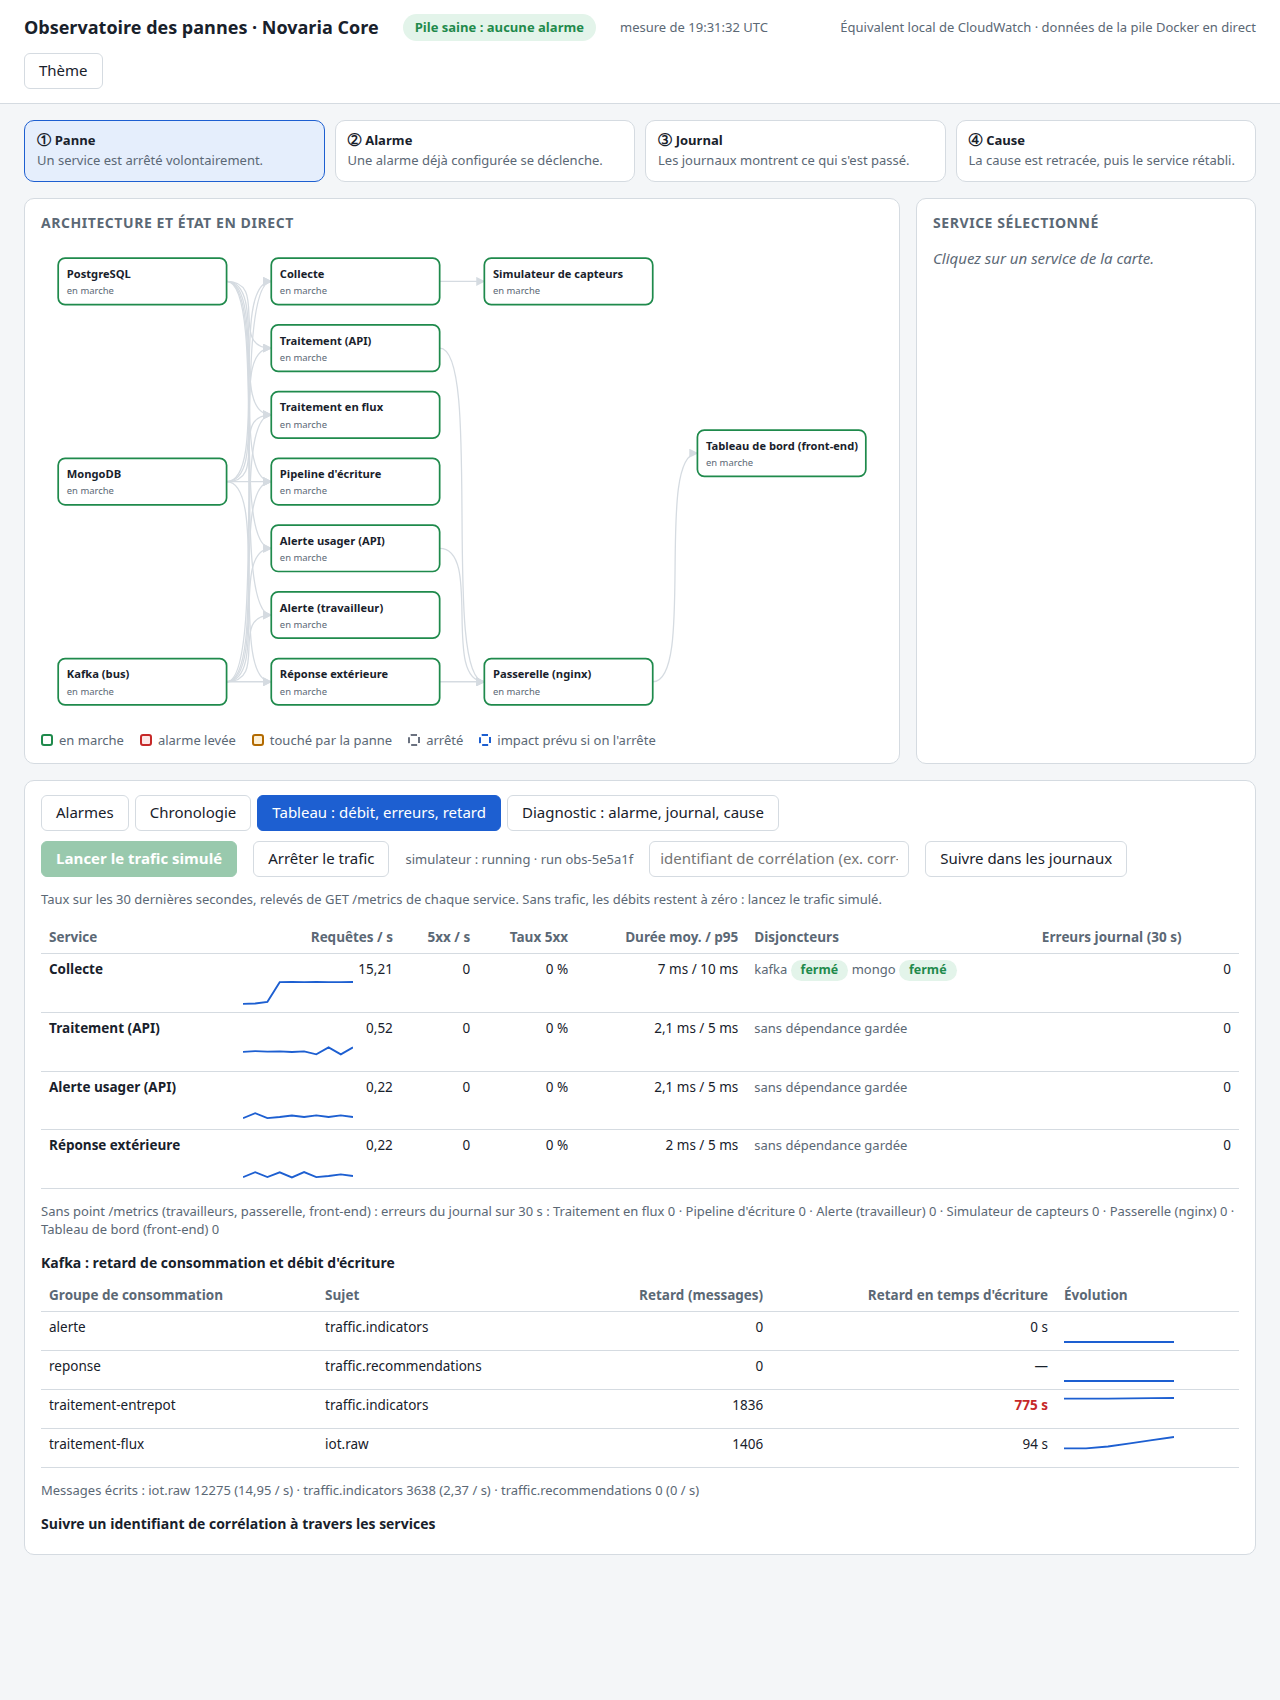 Observatoire des pannes · Novaria Core
Pile saine : aucune alarme
mesure de 19:31:32 UTC
Équivalent local de CloudWatch · données de la pile Docker en direct
Thème
① Panne
Un service est arrêté volontairement.
② Alarme
Une alarme déjà configurée se déclenche.
③ Journal
Les journaux montrent ce qui s'est passé.
④ Cause
La cause est retracée, puis le service rétabli.
ARCHITECTURE ET ÉTAT EN DIRECT
PostgreSQL
en marche
Collecte
en marche
Simulateur de capteurs
en marche
Traitement (API)
en marche
Traitement en flux
en marche
Tableau de bord (front-end)
en marche
MongoDB
en marche
Pipeline d'écriture
en marche
Alerte usager (API)
en marche
Alerte (travailleur)
en marche
Kafka (bus)
en marche
Réponse extérieure
en marche
Passerelle (nginx)
en marche
en marche
alarme levée
touché par la panne
arrêté
impact prévu si on l'arrête
SERVICE SÉLECTIONNÉ
Cliquez sur un service de la carte.
Alarmes
Chronologie
Tableau : débit, erreurs, retard
Diagnostic : alarme, journal, cause
Lancer le trafic simulé
Arrêter le trafic
simulateur : running · run obs-5e5a1f
identifiant de corrélation (ex. corr-
Suivre dans les journaux
Taux sur les 30 dernières secondes, relevés de GET /metrics de chaque service. Sans trafic, les débits restent à zéro : lancez le trafic simulé.
Service Requêtes / s 5xx / s Taux 5xx Durée moy. / p95 Disjoncteurs Erreurs journal (30 s)
Collecte 15,21 0 0 % 7 ms / 10 ms kafka fermé mongo fermé 0
Traitement (API) 0,52 0 0 % 2,1 ms / 5 ms sans dépendance gardée 0
Alerte usager (API) 0,22 0 0 % 2,1 ms / 5 ms sans dépendance gardée 0
Réponse extérieure 0,22 0 0 % 2 ms / 5 ms sans dépendance gardée 0
Sans point /metrics (travailleurs, passerelle, front-end) : erreurs du journal sur 30 s : Traitement en flux 0 · Pipeline d'écriture 0 · Alerte (travailleur) 0 · Simulateur de capteurs 0 · Passerelle (nginx) 0 ·
Tableau de bord (front-end) 0
Kafka : retard de consommation et débit d'écriture
Groupe de consommation Sujet Retard (messages) Retard en temps d'écriture Évolution
alerte traffic.indicators 0 0 s
reponse traffic.recommendations 0 —
traitement-entrepot traffic.indicators 1836 775 s
traitement-flux iot.raw 1406 94 s
Messages écrits : iot.raw 12275 (14,95 / s) · traffic.indicators 3638 (2,37 / s) · traffic.recommendations 0 (0 / s)
Suivre un identifiant de corrélation à travers les services